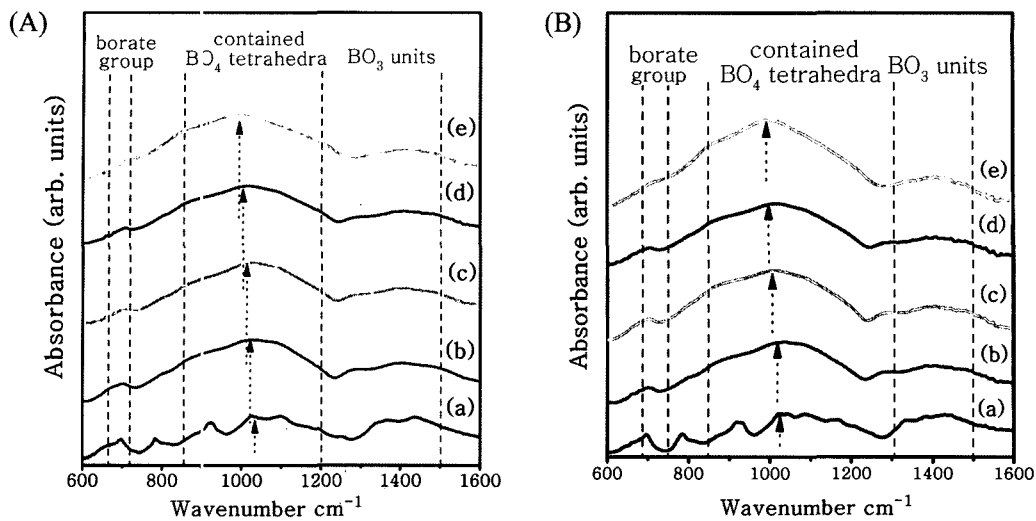 (A)
borate
group
contained
BO4 tetrahedra
BO3 units
Absorbance (arb. units)
(e)
(d)
(c)
(b)
(a)
600 800 1000 1200 1400 1600
Wavenumber cm⁻¹
(B)
borate
group
contained
BO4 tetrahedra
BO3 units
Absorbance (arb. units)
(e)
(d)
(c)
(b)
(a)
600 800 1000 1200 1400 1600
Wavenumber cm⁻¹